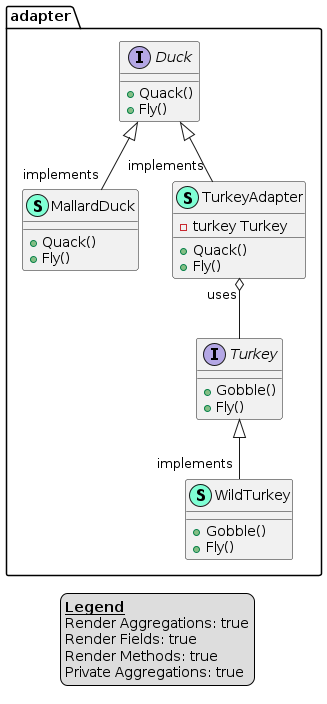 adapter
I Duck
Quack()
Fly()
implements
implements
S MallardDuck
Quack()
Fly()
S TurkeyAdapter
turkey Turkey
Quack()
Fly()
uses
I Turkey
Gobble()
Fly()
implements
S WildTurkey
Gobble()
Fly()
Legend
Render Aggregations: true
Render Fields: true
Render Methods: true
Private Aggregations: true